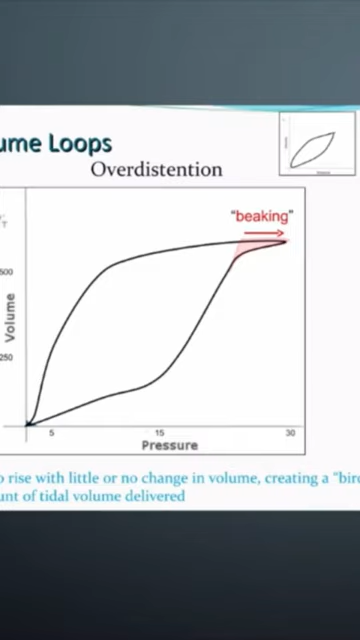 ume Loops
Overdistention
"beaking"
500
Volume
250
5
15
30
Pressure
o rise with little or no change in volume, creating a "bird
unt of tidal volume delivered